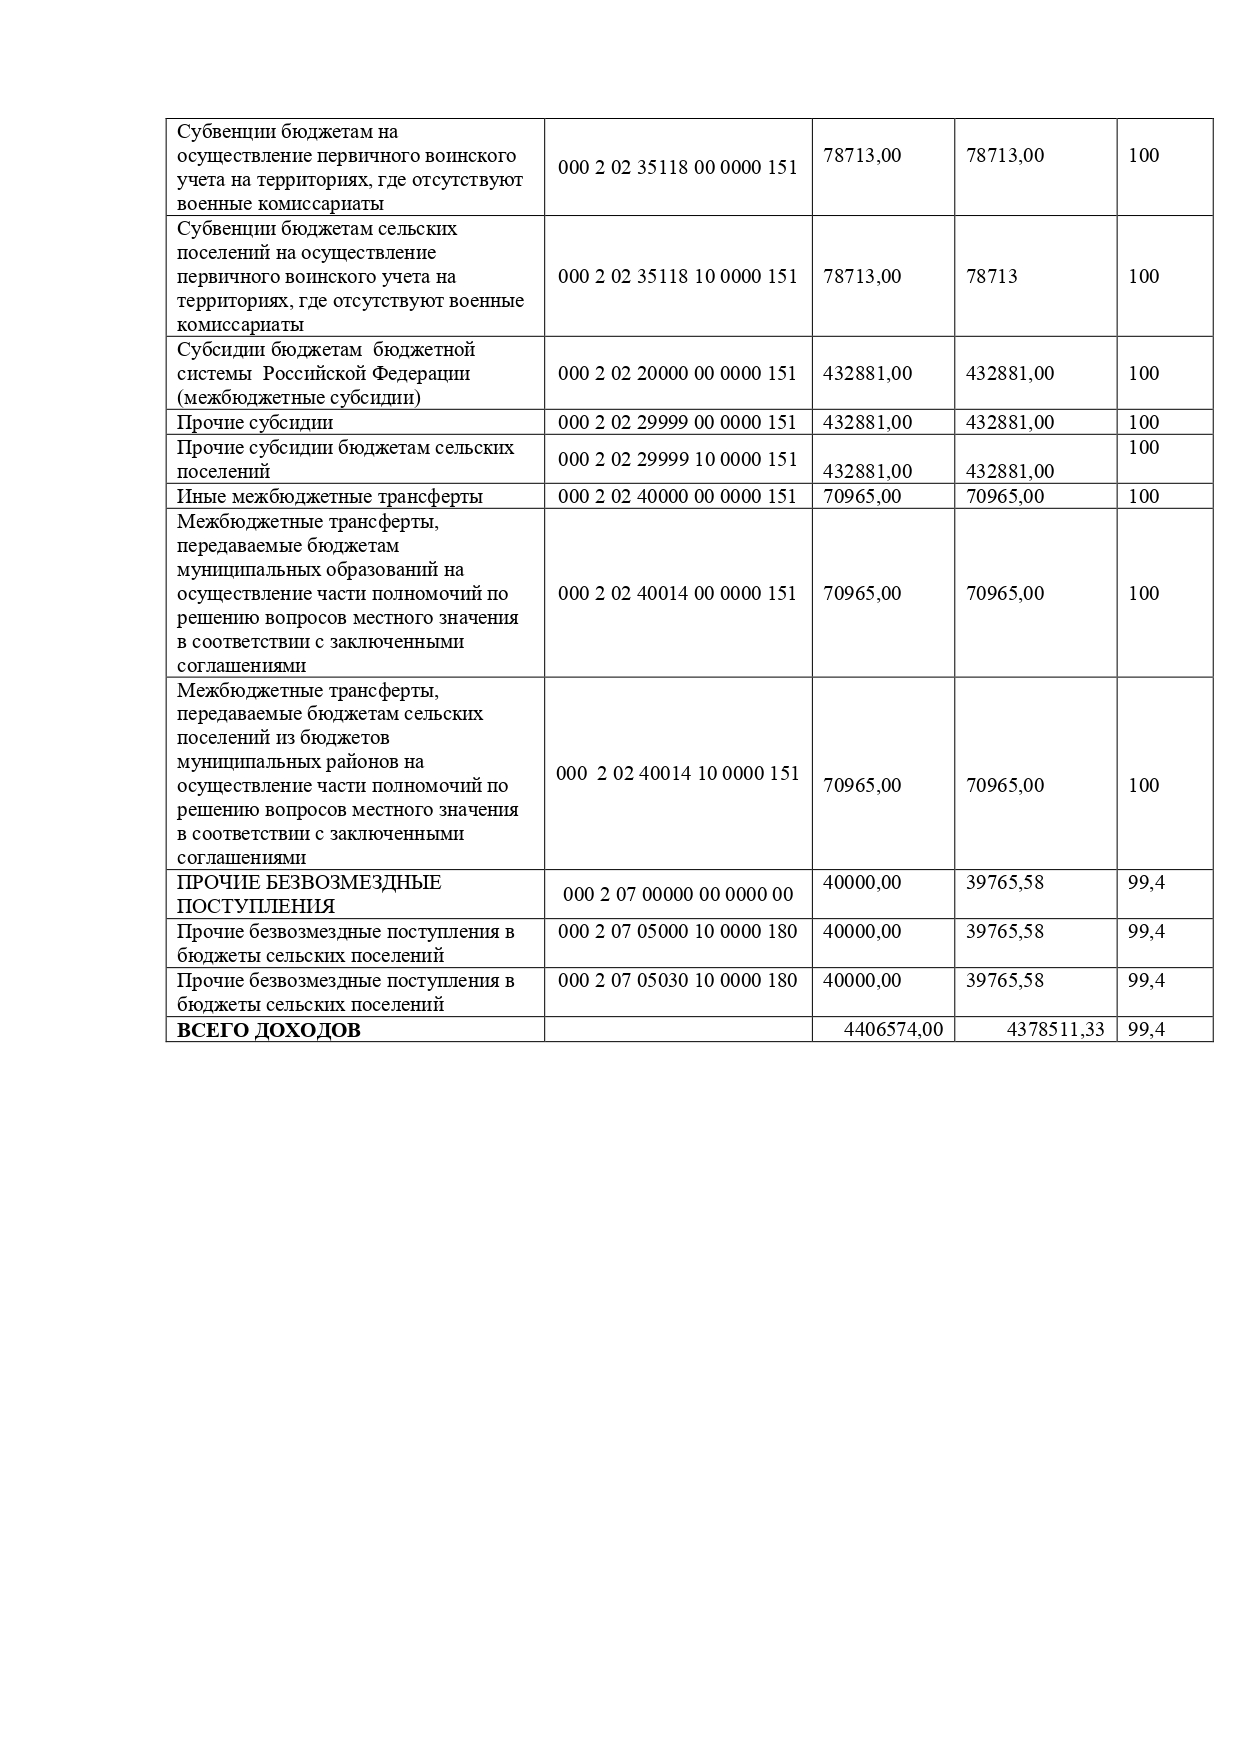 Субвенции бюджетам на
осуществление первичного воинского
учета на территориях, где отсутствуют
военные комиссариаты
000 2 02 35118 00 0000 151
78713,00
78713,00
100
Субвенции бюджетам сельских
поселений на осуществление
первичного воинского учета на
территориях, где отсутствуют военные
комиссариаты
000 2 02 35118 10 0000 151
78713,00
78713
100
Субсидии бюджетам  бюджетной
системы  Российской Федерации
(межбюджетные субсидии)
000 2 02 20000 00 0000 151
432881,00
432881,00
100
Прочие субсидии
000 2 02 29999 00 0000 151
432881,00
432881,00
100
Прочие субсидии бюджетам сельских
поселений
000 2 02 29999 10 0000 151
432881,00
432881,00
100
Иные межбюджетные трансферты
000 2 02 40000 00 0000 151
70965,00
70965,00
100
Межбюджетные трансферты,
передаваемые бюджетам
муниципальных образований на
осуществление части полномочий по
решению вопросов местного значения
в соответствии с заключенными
соглашениями
000 2 02 40014 00 0000 151
70965,00
70965,00
100
Межбюджетные трансферты,
передаваемые бюджетам сельских
поселений из бюджетов
муниципальных районов на
осуществление части полномочий по
решению вопросов местного значения
в соответствии с заключенными
соглашениями
000  2 02 40014 10 0000 151
70965,00
70965,00
100
ПРОЧИЕ БЕЗВОЗМЕЗДНЫЕ
ПОСТУПЛЕНИЯ
000 2 07 00000 00 0000 00
40000,00
39765,58
99,4
Прочие безвозмездные поступления в
бюджеты сельских поселений
000 2 07 05000 10 0000 180
40000,00
39765,58
99,4
Прочие безвозмездные поступления в
бюджеты сельских поселений
000 2 07 05030 10 0000 180
40000,00
39765,58
99,4
ВСЕГО ДОХОДОВ
4406574,00
4378511,33
99,4